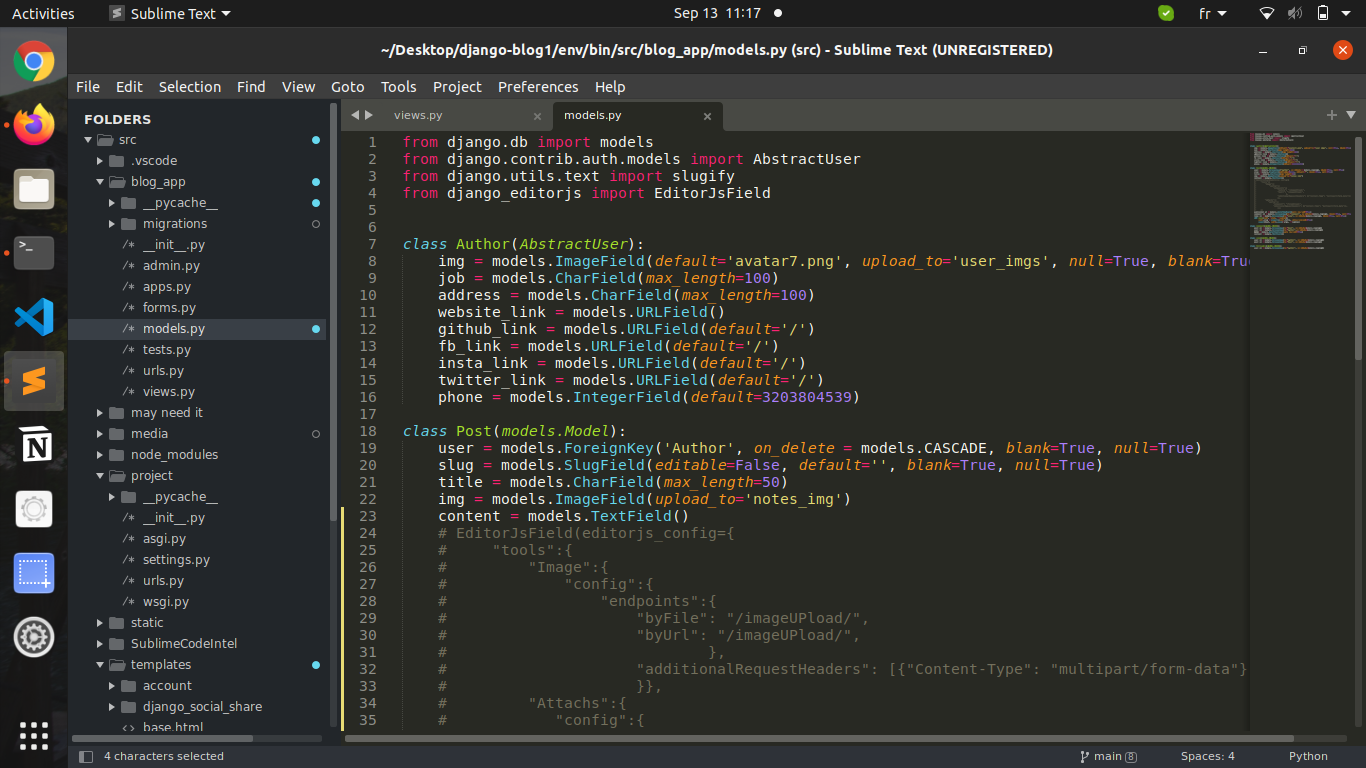 Activities
Sublime Text
Sep 13 11:17
fr
~/Desktop/django-blog1/env/bin/src/blog_app/models.py (src) - Sublime Text (UNREGISTERED)
File Edit Selection Find View Goto Tools Project Preferences Help
FOLDERS
src
.vscode
blog_app
__pycache__
migrations
/* __init__.py
/* admin.py
/* apps.py
/* forms.py
/* models.py
/* tests.py
/* urls.py
/* views.py
may need it
media
node_modules
project
__pycache__
/* __init__.py
/* asgi.py
/* settings.py
/* urls.py
/* wsgi.py
static
SublimeCodeIntel
templates
account
django_social_share
<> base.html
views.py ×
models.py ×
1 from django.db import models
2 from django.contrib.auth.models import AbstractUser
3 from django.utils.text import slugify
4 from django_editorjs import EditorJsField
5
6
7 class Author(AbstractUser):
8     img = models.ImageField(default='avatar7.png', upload_to='user_imgs', null=True, blank=Tru
9     job = models.CharField(max_length=100)
10     address = models.CharField(max_length=100)
11     website_link = models.URLField()
12     github_link = models.URLField(default='/')
13     fb_link = models.URLField(default='/')
14     insta_link = models.URLField(default='/')
15     twitter_link = models.URLField(default='/')
16     phone = models.IntegerField(default=3203804539)
17
18 class Post(models.Model):
19     user = models.ForeignKey('Author', on_delete = models.CASCADE, blank=True, null=True)
20     slug = models.SlugField(editable=False, default='', blank=True, null=True)
21     title = models.CharField(max_length=50)
22     img = models.ImageField(upload_to='notes_img')
23     content = models.TextField()
24     # EditorJsField(editorjs_config={
25     #     "tools":{
26     #         "Image":{
27     #             "config":{
28     #                 "endpoints":{
29     #                     "byFile": "/imageUPload/",
30     #                     "byUrl": "/imageUPload/",
31     #                             },
32     #                     "additionalRequestHeaders": [{"Content-Type": "multipart/form-data"}
33     #                     }},
34     #         "Attachs":{
35     #            "config":{
4 characters selected
main 8
Spaces: 4
Python